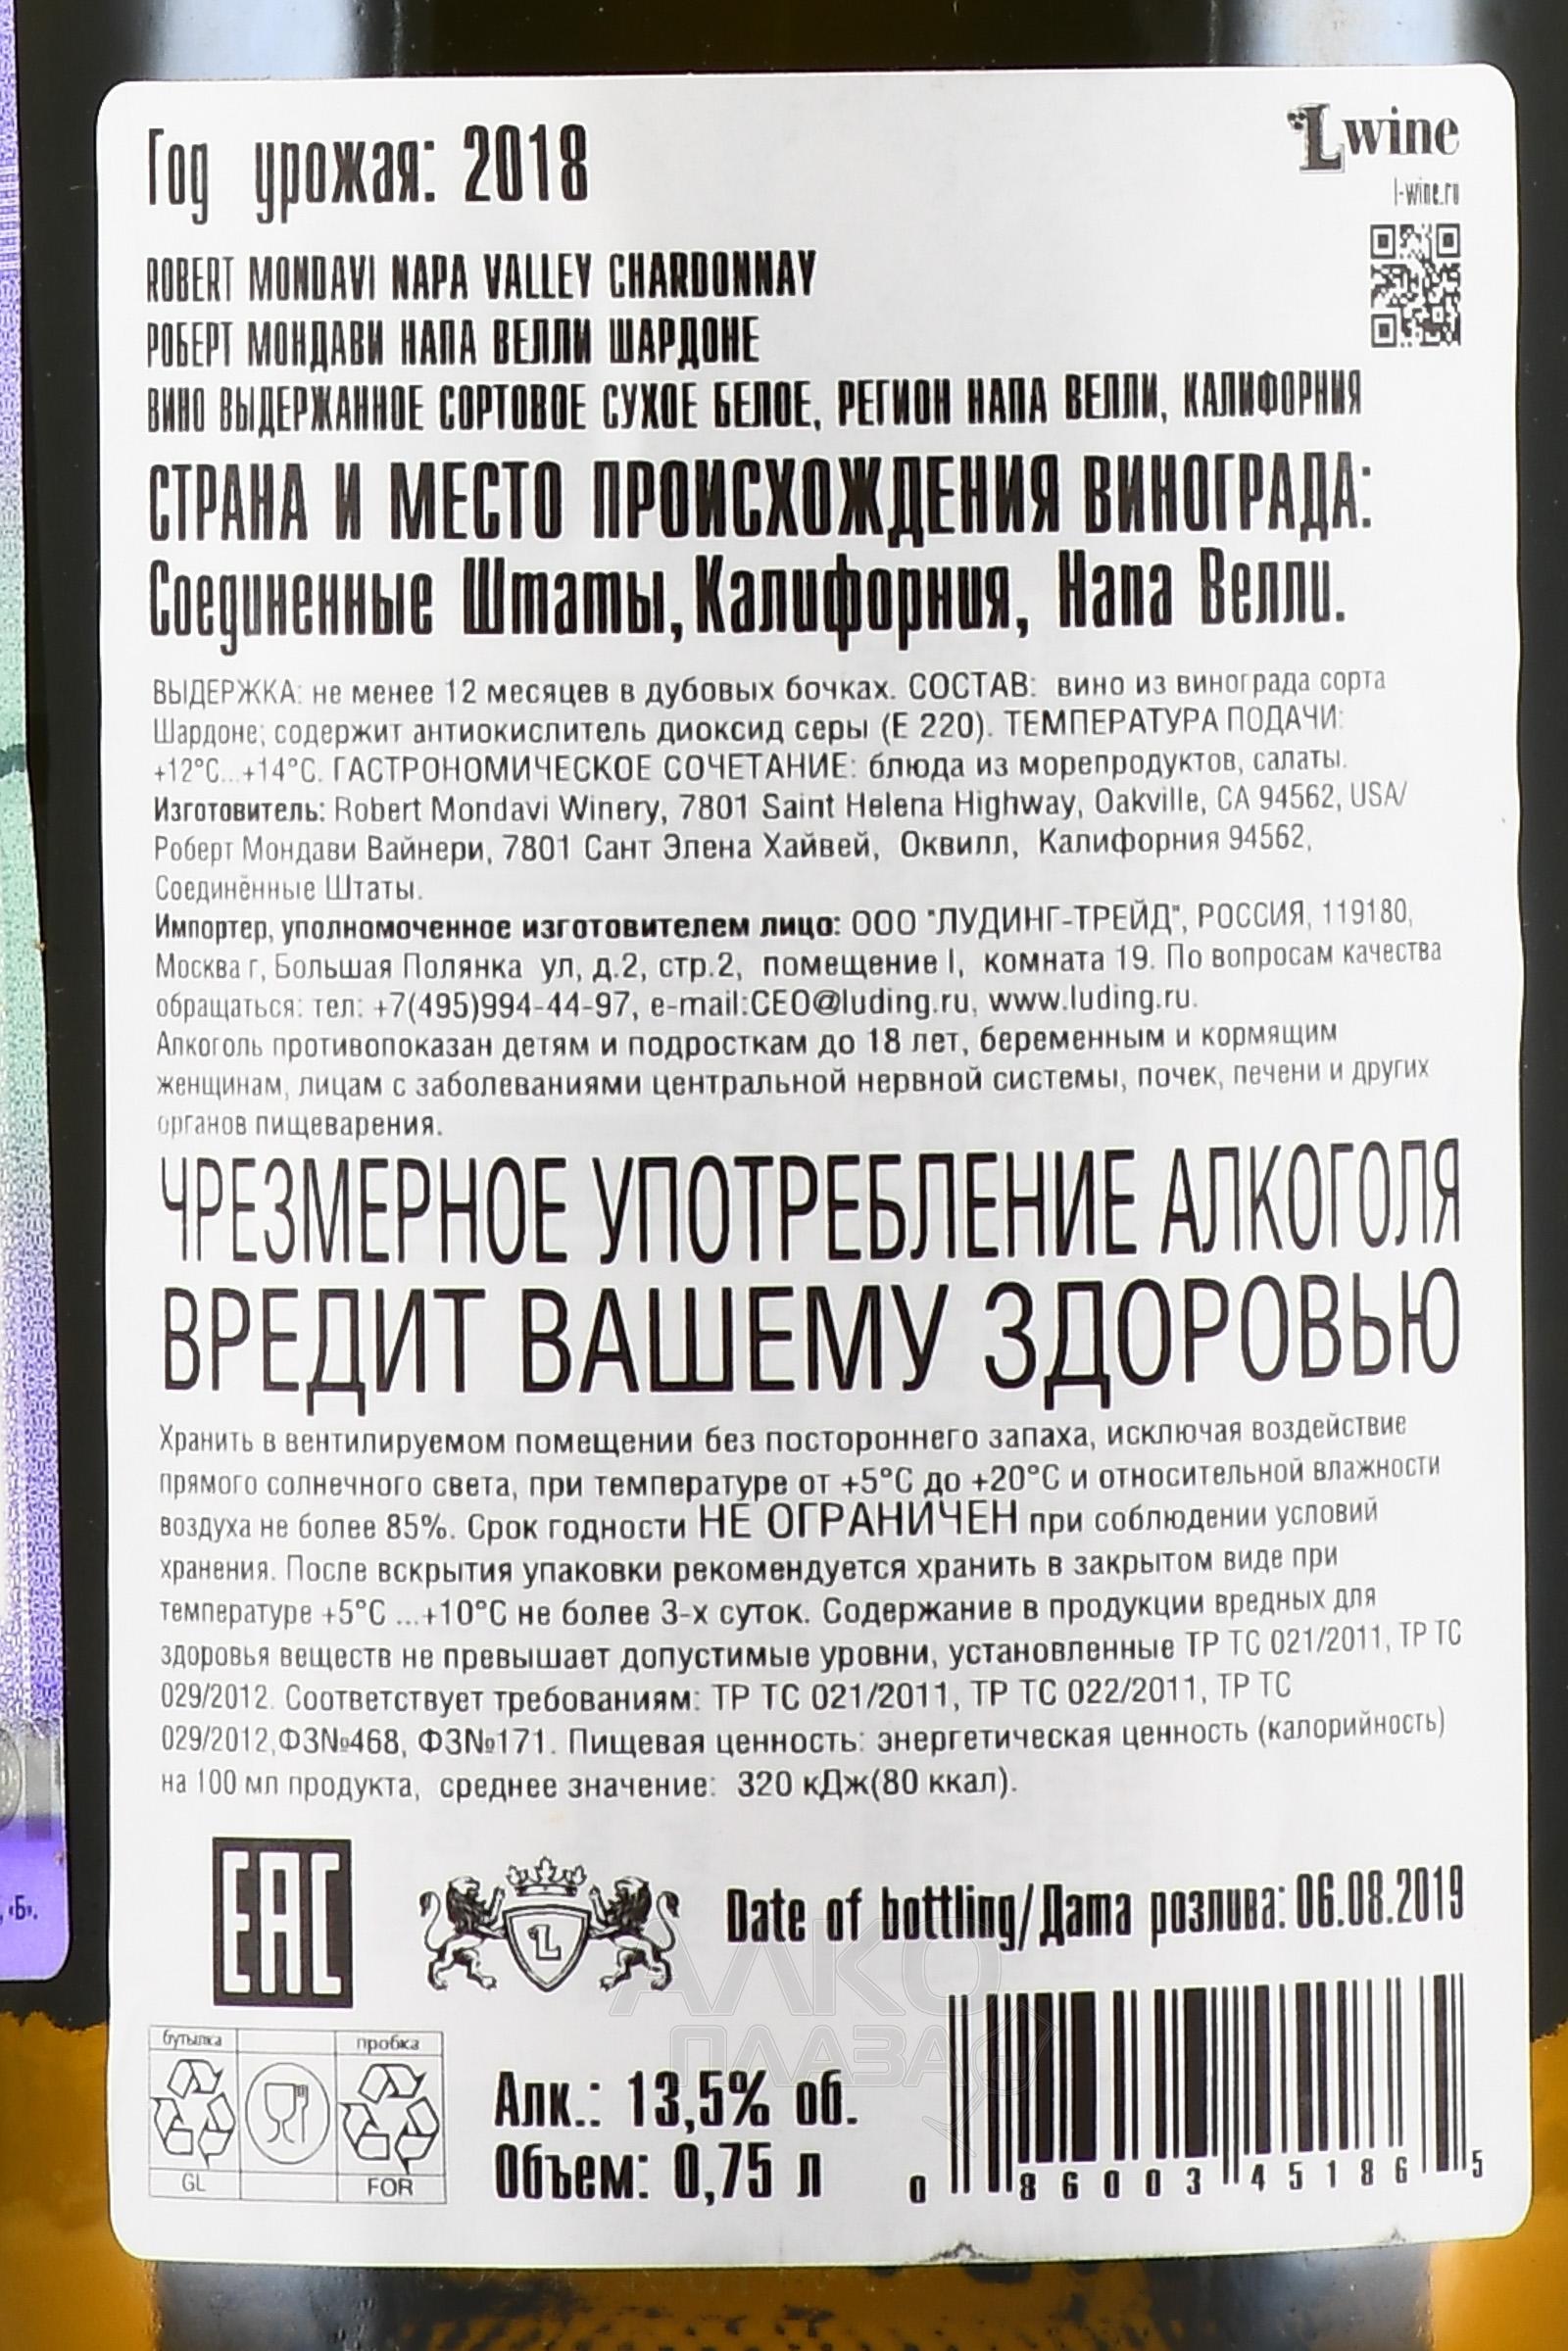 Год урожая: 2018
Lwine
l-wine.ru
ROBERT MONDAVI NAPA VALLEY CHARDONNAY
РОБЕРТ МОНДАВИ НАПА ВЕЛЛИ ШАРДОНЕ
ВИНО ВЫДЕРЖАННОЕ СОРТОВОЕ СУХОЕ БЕЛОЕ, РЕГИОН НАПА ВЕЛЛИ, КАЛИФОРНИЯ
СТРАНА И МЕСТО ПРОИСХОЖДЕНИЯ ВИНОГРАДА:
Соединенные Штаты, Калифорния, Напа Велли.
ВЫДЕРЖКА: не менее 12 месяцев в дубовых бочках. СОСТАВ: вино из винограда сорта
Шардоне; содержит антиокислитель диоксид серы (Е 220). ТЕМПЕРАТУРА ПОДАЧИ:
+12°C...+14°C. ГАСТРОНОМИЧЕСКОЕ СОЧЕТАНИЕ: блюда из морепродуктов, салаты.
Изготовитель: Robert Mondavi Winery, 7801 Saint Helena Highway, Oakville, CA 94562, USA/
Роберт Мондави Вайнери, 7801 Сант Элена Хайвей, Оквилл, Калифорния 94562,
Соединённые Штаты.
Импортер, уполномоченное изготовителем лицо: ООО "ЛУДИНГ-ТРЕЙД", РОССИЯ, 119180,
Москва г, Большая Полянка ул, д.2, стр.2, помещение I, комната 19. По вопросам качества
обращаться: тел: +7(495)994-44-97, e-mail:CEO@luding.ru, www.luding.ru.
Алкоголь противопоказан детям и подросткам до 18 лет, беременным и кормящим
женщинам, лицам с заболеваниями центральной нервной системы, почек, печени и других
органов пищеварения.
ЧРЕЗМЕРНОЕ УПОТРЕБЛЕНИЕ АЛКОГОЛЯ
ВРЕДИТ ВАШЕМУ ЗДОРОВЬЮ
Хранить в вентилируемом помещении без постороннего запаха, исключая воздействие
прямого солнечного света, при температуре от +5°C до +20°C и относительной влажности
воздуха не более 85%. Срок годности НЕ ОГРАНИЧЕН при соблюдении условий
хранения. После вскрытия упаковки рекомендуется хранить в закрытом виде при
температуре +5°C ...+10°C не более 3-х суток. Содержание в продукции вредных для
здоровья веществ не превышает допустимые уровни, установленные ТР ТС 021/2011, ТР ТС
029/2012. Соответствует требованиям: ТР ТС 021/2011, ТР ТС 022/2011, ТР ТС
029/2012,ФЗ№468, ФЗ№171. Пищевая ценность: энергетическая ценность (калорийность)
на 100 мл продукта, среднее значение: 320 кДж(80 ккал).
, «Б».
EAC
L
Date of bottling/Дата розлива: 06.08.2019
АЛКО
ПЛАЗА
бутылка
пробка
GL
FOR
Алк.: 13,5% об.
Объем: 0,75 л
0 86003 45186 5